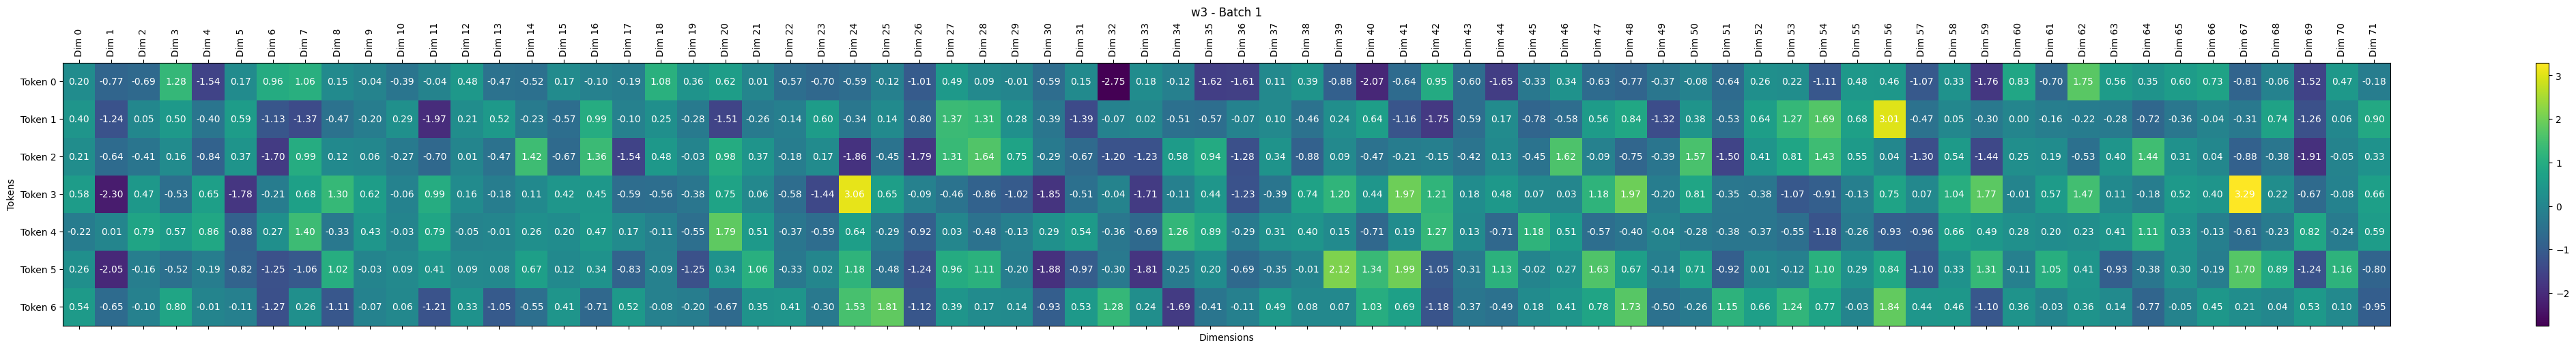 w3 - Batch 1
Dim 0 Dim 1 Dim 2 Dim 3 Dim 4 Dim 5 Dim 6 Dim 7 Dim 8 Dim 9 Dim 10 Dim 11 Dim 12 Dim 13 Dim 14 Dim 15 Dim 16 Dim 17 Dim 18 Dim 19 Dim 20 Dim 21 Dim 22 Dim 23 Dim 24 Dim 25 Dim 26 Dim 27 Dim 28 Dim 29 Dim 30 Dim 31 Dim 32 Dim 33 Dim 34 Dim 35 Dim 36 Dim 37 Dim 38 Dim 39 Dim 40 Dim 41 Dim 42 Dim 43 Dim 44 Dim 45 Dim 46 Dim 47 Dim 48 Dim 49 Dim 50 Dim 51 Dim 52 Dim 53 Dim 54 Dim 55 Dim 56 Dim 57 Dim 58 Dim 59 Dim 60 Dim 61 Dim 62 Dim 63 Dim 64 Dim 65 Dim 66 Dim 67 Dim 68 Dim 69 Dim 70 Dim 71
Token 0 0.20 -0.77 -0.69 1.28 -1.54 0.17 0.96 1.06 0.15 -0.04 -0.39 -0.04 0.48 -0.47 -0.52 0.17 -0.10 -0.19 1.08 0.36 0.62 0.01 -0.57 -0.70 -0.59 -0.12 -1.01 0.49 0.09 -0.01 -0.59 0.15 -2.75 0.18 -0.12 -1.62 -1.61 0.11 0.39 -0.88 -2.07 -0.64 0.95 -0.60 -1.65 -0.33 0.34 -0.63 -0.77 -0.37 -0.08 -0.64 0.26 0.22 -1.11 0.48 0.46 -1.07 0.33 -1.76 0.83 -0.70 1.75 0.56 0.35 0.60 0.73 -0.81 -0.06 -1.52 0.47 -0.18
Token 1 0.40 -1.24 0.05 0.50 -0.40 0.59 -1.13 -1.37 -0.47 -0.20 0.29 -1.97 0.21 0.52 -0.23 -0.57 0.99 -0.10 0.25 -0.28 -1.51 -0.26 -0.14 0.60 -0.34 0.14 -0.80 1.37 1.31 0.28 -0.39 -1.39 -0.07 0.02 -0.51 -0.57 -0.07 0.10 -0.46 0.24 0.64 -1.16 -1.75 -0.59 0.17 -0.78 -0.58 0.56 0.84 -1.32 0.38 -0.53 0.64 1.27 1.69 0.68 3.01 -0.47 0.05 -0.30 0.00 -0.16 -0.22 -0.28 -0.72 -0.36 -0.04 -0.31 0.74 -1.26 0.06 0.90
Token 2 0.21 -0.64 -0.41 0.16 -0.84 0.37 -1.70 0.99 0.12 0.06 -0.27 -0.70 0.01 -0.47 1.42 -0.67 1.36 -1.54 0.48 -0.03 0.98 0.37 -0.18 0.17 -1.86 -0.45 -1.79 1.31 1.64 0.75 -0.29 -0.67 -1.20 -1.23 0.58 0.94 -1.28 0.34 -0.88 0.09 -0.47 -0.21 -0.15 -0.42 0.13 -0.45 1.62 -0.09 -0.75 -0.39 1.57 -1.50 0.41 0.81 1.43 0.55 0.04 -1.30 0.54 -1.44 0.25 0.19 -0.53 0.40 1.44 0.31 0.04 -0.88 -0.38 -1.91 -0.05 0.33
Token 3 0.58 -2.30 0.47 -0.53 0.65 -1.78 -0.21 0.68 1.30 0.62 -0.06 0.99 0.16 -0.18 0.11 0.42 0.45 -0.59 -0.56 -0.38 0.75 0.06 -0.58 -1.44 3.06 0.65 -0.09 -0.46 -0.86 -1.02 -1.85 -0.51 -0.04 -1.71 -0.11 0.44 -1.23 -0.39 0.74 1.20 0.44 1.97 1.21 0.18 0.48 0.07 0.03 1.18 1.97 -0.20 0.81 -0.35 -0.38 -1.07 -0.91 -0.13 0.75 0.07 1.04 1.77 -0.01 0.57 1.47 0.11 -0.18 0.52 0.40 3.29 0.22 -0.67 -0.08 0.66
Token 4 -0.22 0.01 0.79 0.57 0.86 -0.88 0.27 1.40 -0.33 0.43 -0.03 0.79 -0.05 -0.01 0.26 0.20 0.47 0.17 -0.11 -0.55 1.79 0.51 -0.37 -0.59 0.64 -0.29 -0.92 0.03 -0.48 -0.13 0.29 0.54 -0.36 -0.69 1.26 0.89 -0.29 0.31 0.40 0.15 -0.71 0.19 1.27 0.13 -0.71 1.18 0.51 -0.57 -0.40 -0.04 -0.28 -0.38 -0.37 -0.55 -1.18 -0.26 -0.93 -0.96 0.66 0.49 0.28 0.20 0.23 0.41 1.11 0.33 -0.13 -0.61 -0.23 0.82 -0.24 0.59
Token 5 0.26 -2.05 -0.16 -0.52 -0.19 -0.82 -1.25 -1.06 1.02 -0.03 0.09 0.41 0.09 0.08 0.67 0.12 0.34 -0.83 -0.09 -1.25 0.34 1.06 -0.33 0.02 1.18 -0.48 -1.24 0.96 1.11 -0.20 -1.88 -0.97 -0.30 -1.81 -0.25 0.20 -0.67 -0.35 -0.01 2.12 1.34 1.99 -1.05 -0.31 1.13 -0.02 0.27 1.63 0.67 -0.14 0.71 -0.92 0.01 -0.12 1.10 0.29 0.84 -1.10 0.33 1.31 -0.11 1.05 0.41 -0.93 -0.38 0.30 -0.19 1.70 0.89 -1.24 1.16 -0.80
Token 6 0.54 -0.65 -0.10 0.80 -0.01 -0.11 -1.27 0.26 -1.11 -0.07 0.06 -1.21 0.33 -1.05 -0.55 0.41 -0.71 0.52 -0.08 -0.20 -0.67 0.35 0.41 -0.30 1.53 1.81 -1.12 0.39 0.17 0.14 -0.93 0.53 1.28 0.24 -1.69 -0.41 -0.11 0.49 0.08 0.07 1.03 0.69 -1.18 -0.37 -0.49 0.18 0.41 0.78 1.73 -0.50 -0.26 1.15 0.66 1.24 0.77 -0.03 1.84 0.44 0.46 -1.10 0.36 -0.03 0.36 0.14 -0.77 -0.05 0.45 0.21 0.04 0.53 0.10 -0.95
Tokens
Dimensions
3
2
1
0
−1
−2